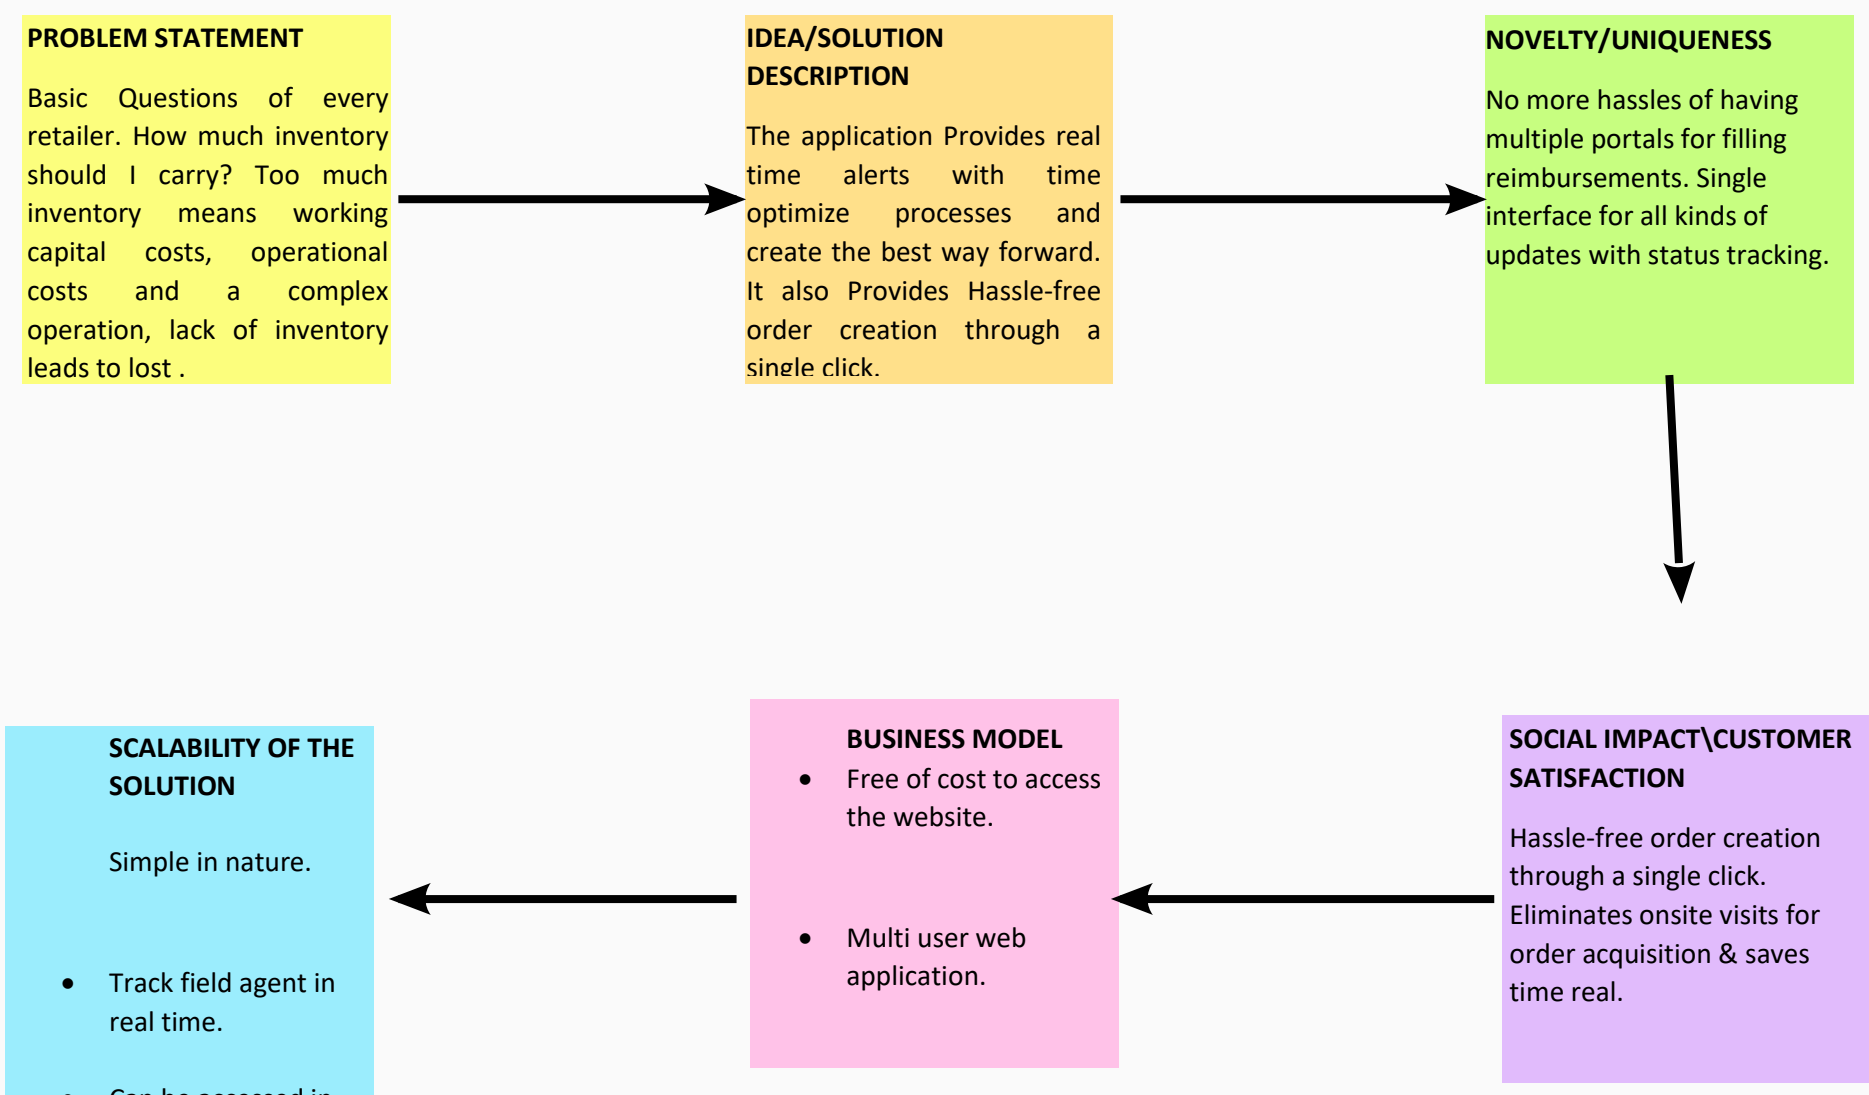 PROBLEM STATEMENT
Basic Questions of every
retailer. How much inventory
should I carry? Too much
inventory means working
capital costs, operational
costs and a complex
operation, lack of inventory
leads to lost .
IDEA/SOLUTION
DESCRIPTION
The application Provides real
time alerts with time
optimize processes and
create the best way forward.
It also Provides Hassle-free
order creation through a
single click.
NOVELTY/UNIQUENESS
No more hassles of having
multiple portals for filling
reimbursements. Single
interface for all kinds of
updates with status tracking.
SOCIAL IMPACT\CUSTOMER
SATISFACTION
Hassle-free order creation
through a single click.
Eliminates onsite visits for
order acquisition & saves
time real.
BUSINESS MODEL
• Free of cost to access
the website.
• Multi user web
application.
SCALABILITY OF THE
SOLUTION
Simple in nature.
• Track field agent in
real time.
• Can be in